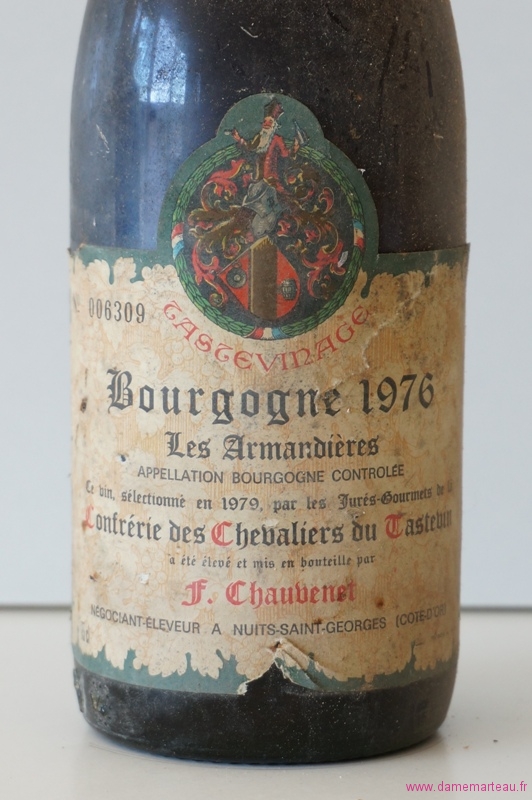 006309
TASTEVINAGE
Bourgogne 1976
Les Armandières
APPELLATION BOURGOGNE CONTROLÉE
Ce vin, sélectionné en 1979, par les Jurés-Gourmets de la
Confrérie des Chevaliers du Tastevin
a été élevé et mis en bouteille par
F. Chauvenet
NÉGOCIANT-ÉLEVEUR A NUITS-SAINT-GEORGES (COTE-D'OR)
www.damemarteau.fr